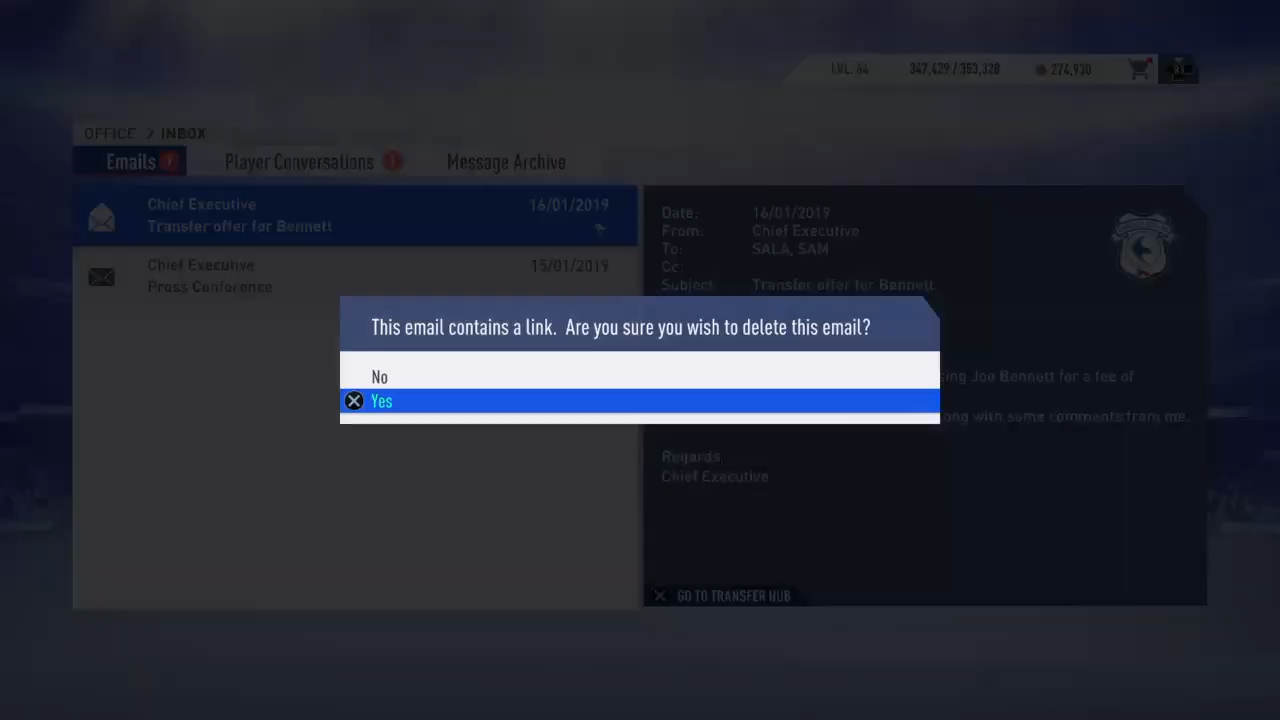 LVL. 84 347,429 / 353,328 274,930
OFFICE > INBOX
Emails Player Conversations Message Archive
Chief Executive 16/01/2019
Transfer offer for Bennett
Chief Executive 15/01/2019
Press Conference
Date: 16/01/2019
From: Chief Executive
To: SALA, SAM
Cc:
Subject: Transfer offer for Bennett
This email contains a link. Are you sure you wish to delete this email?
No
Yes
Joe Bennett for a fee of
with some comments from me.
Regards
Chief Executive
GO TO TRANSFER HUB